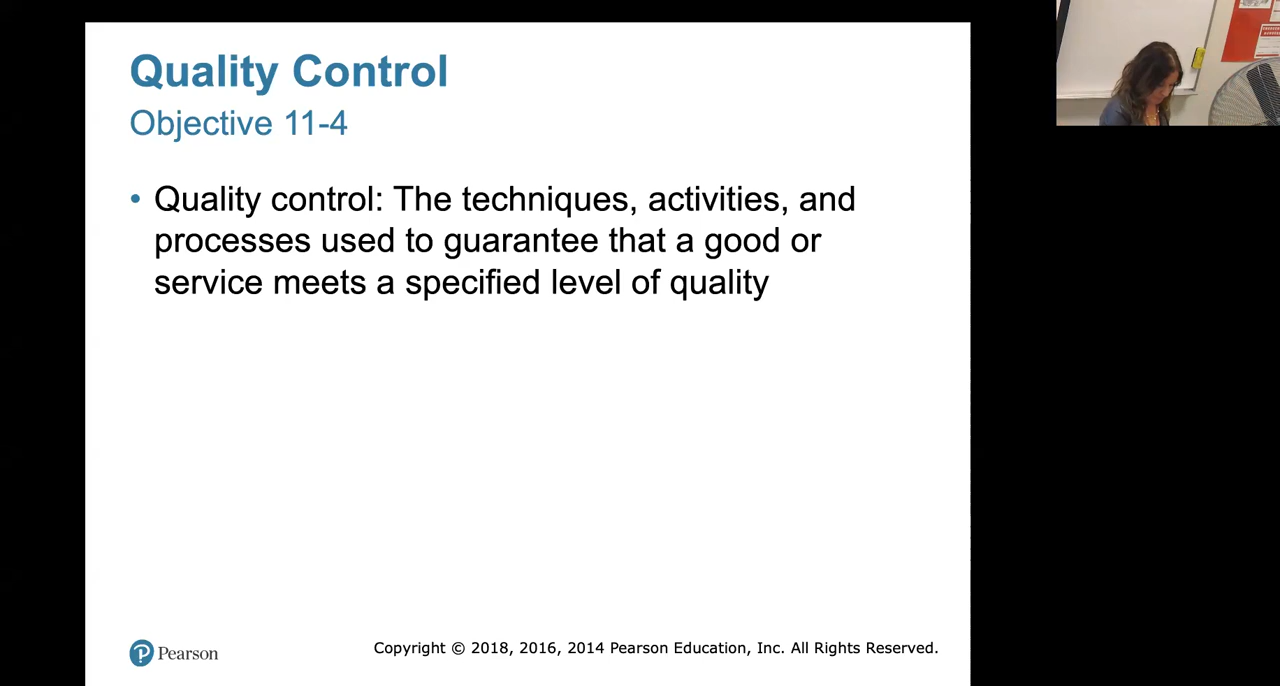 Quality Control
Objective 11-4
• Quality control: The techniques, activities, and
processes used to guarantee that a good or
service meets a specified level of quality
Pearson
Copyright © 2018, 2016, 2014 Pearson Education, Inc. All Rights Reserved.